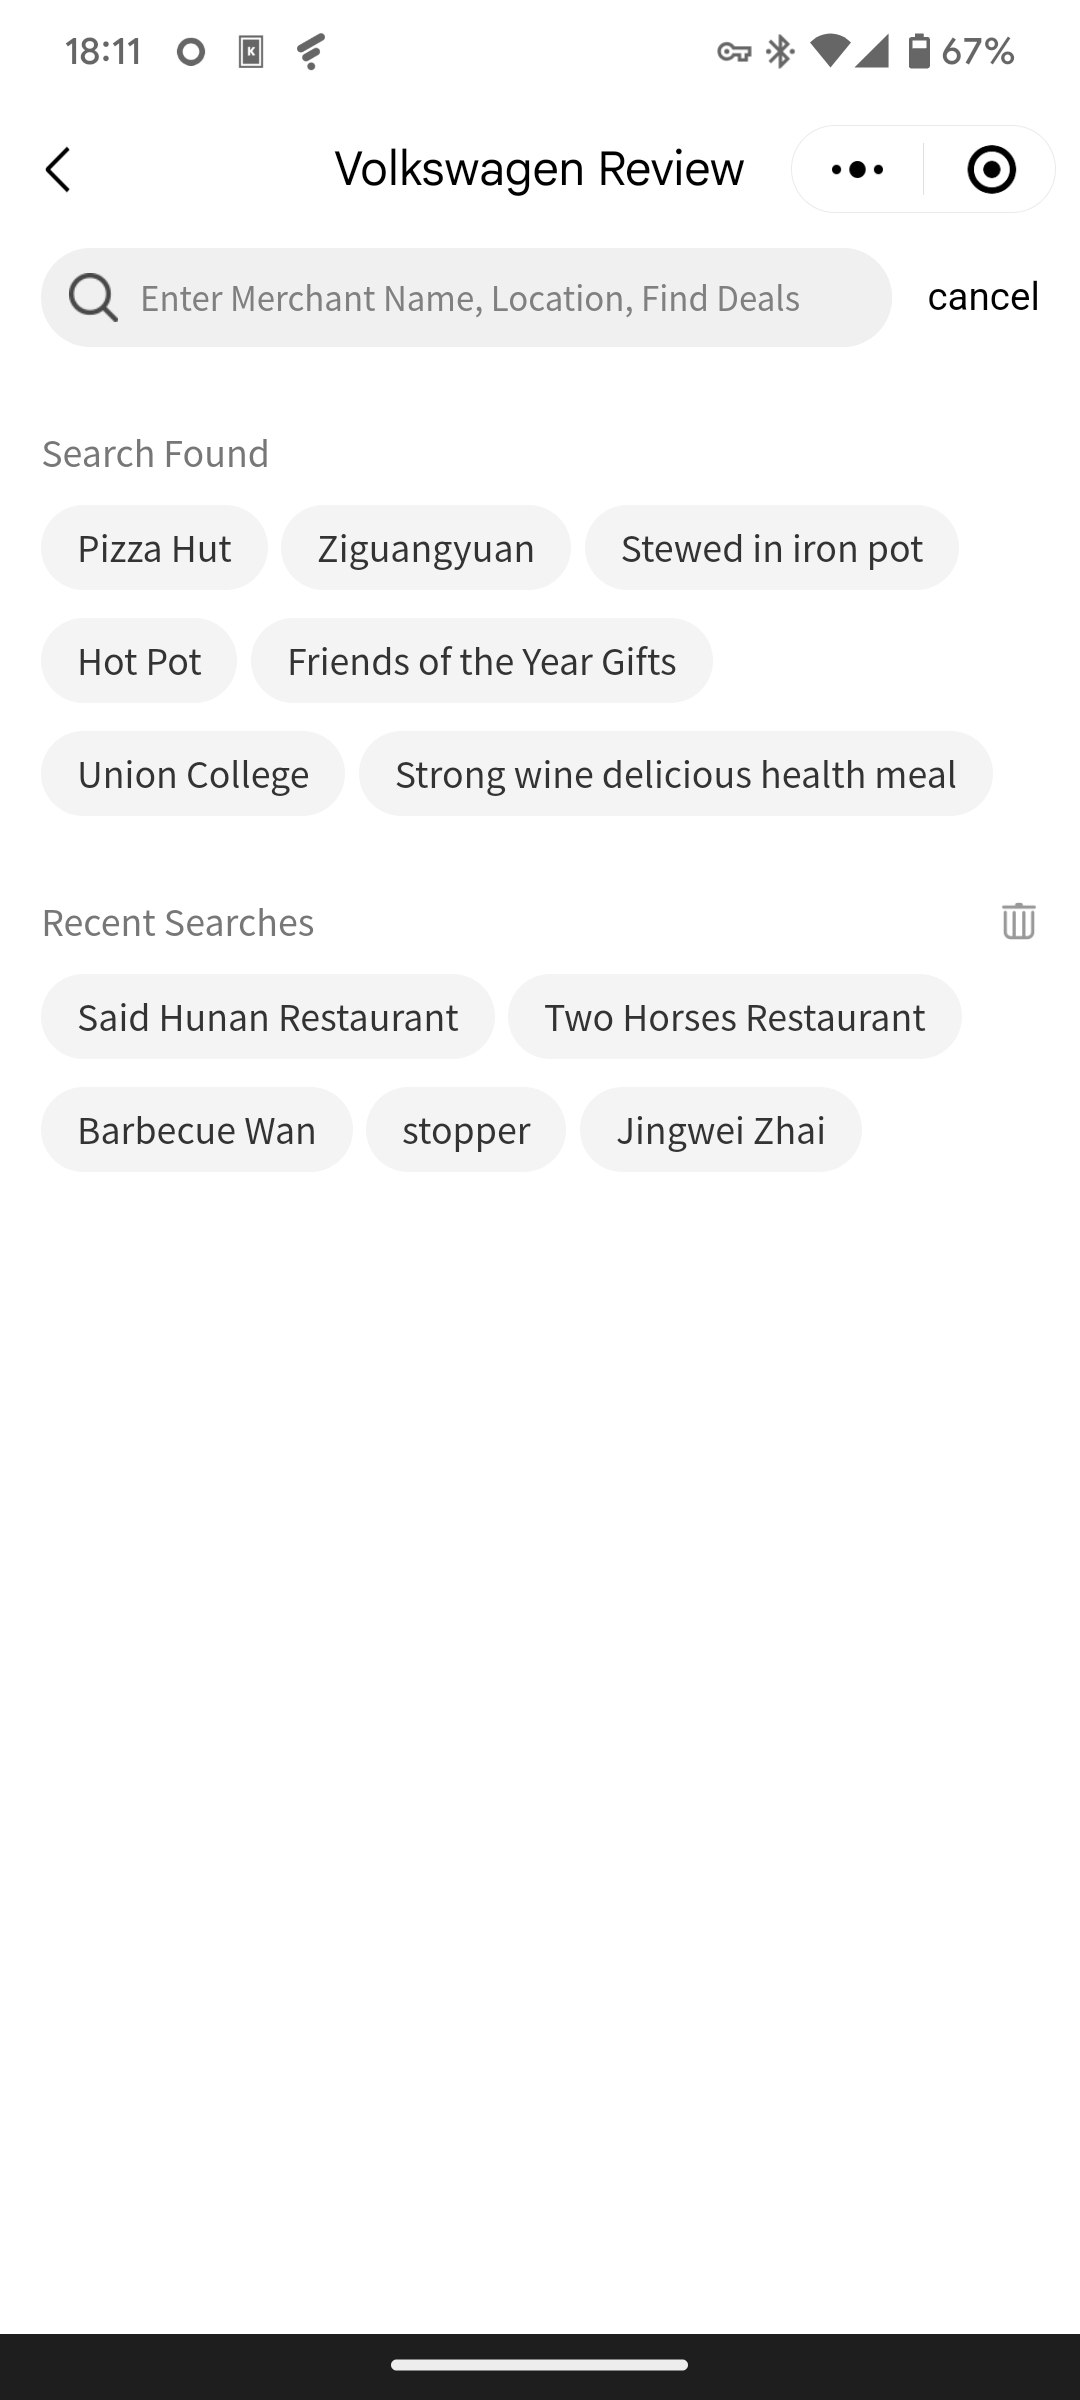 18:11 67%
Volkswagen Review
Enter Merchant Name, Location, Find Deals cancel
Search Found
Pizza Hut Ziguangyuan Stewed in iron pot
Hot Pot Friends of the Year Gifts
Union College Strong wine delicious health meal
Recent Searches
Said Hunan Restaurant Two Horses Restaurant
Barbecue Wan stopper Jingwei Zhai